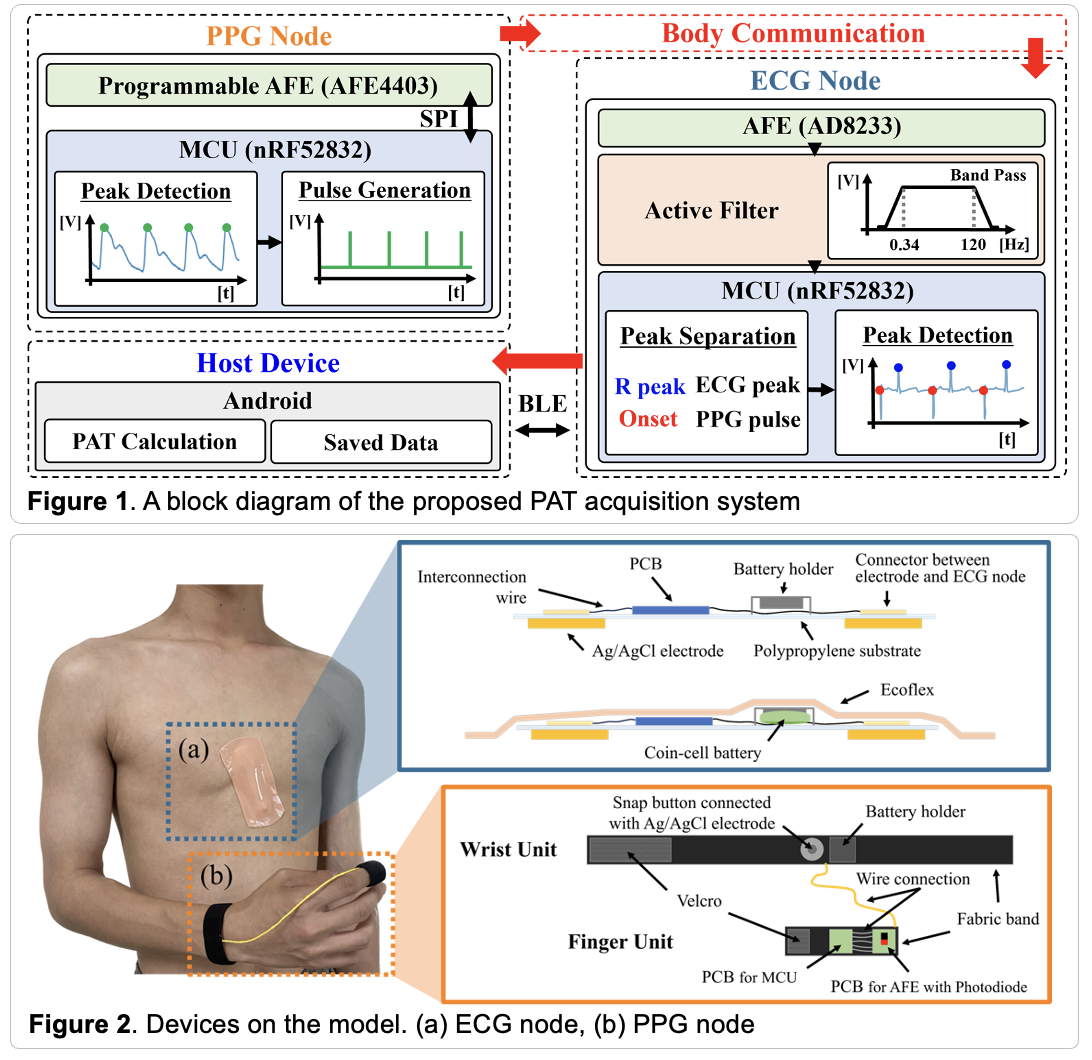 PPG Node
Programmable AFE (AFE4403)
SPI
MCU (nRF52832)
Peak Detection
[V]
[t]
Pulse Generation
[V]
[t]
Body Communication
ECG Node
AFE (AD8233)
Active Filter
[V]
Band Pass
0.34
120
[Hz]
MCU (nRF52832)
Peak Separation
R peak ECG peak
Onset PPG pulse
Peak Detection
[V]
[t]
Host Device
Android
PAT Calculation
Saved Data
BLE
Figure 1. A block diagram of the proposed PAT acquisition system
(a)
(b)
Interconnection
wire
PCB
Battery holder
Connector between
electrode and ECG node
Ag/AgCl electrode
Polypropylene substrate
Ecoflex
Coin-cell battery
Snap button connected
with Ag/AgCl electrode
Battery holder
Wrist Unit
Wire connection
Velcro
Fabric band
Finger Unit
PCB for MCU
PCB for AFE with Photodiode
Figure 2. Devices on the model. (a) ECG node, (b) PPG node